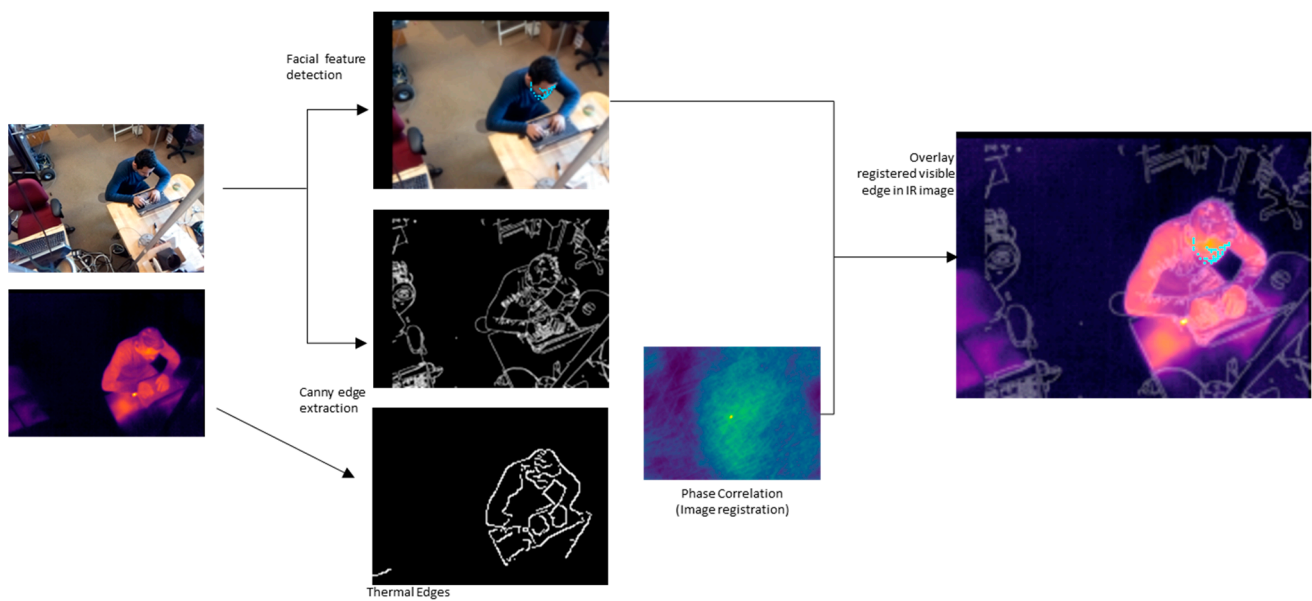 Facial feature
detection
Canny edge
extraction
Thermal Edges
Phase Correlation
(Image registration)
Overlay
registered visible
edge in IR image